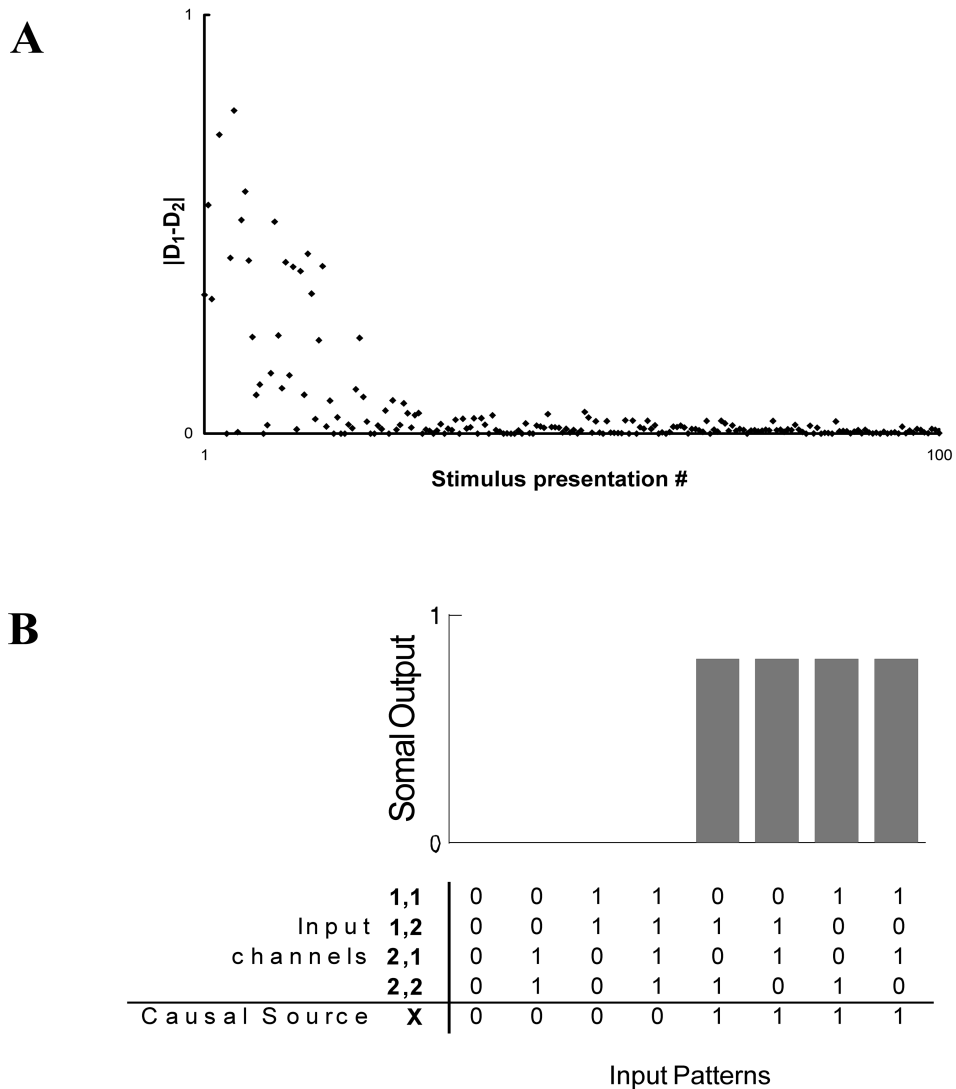 A
1
|D1-D2|
0
1
100
Stimulus presentation #
B
1
Somal Output
0
1,1 0 0 1 1 0 0 1 1
Input 1,2 0 0 1 1 1 1 0 0
channels 2,1 0 1 0 1 0 1 0 1
2,2 0 1 0 1 1 0 1 0
Causal Source X 0 0 0 0 1 1 1 1
Input Patterns